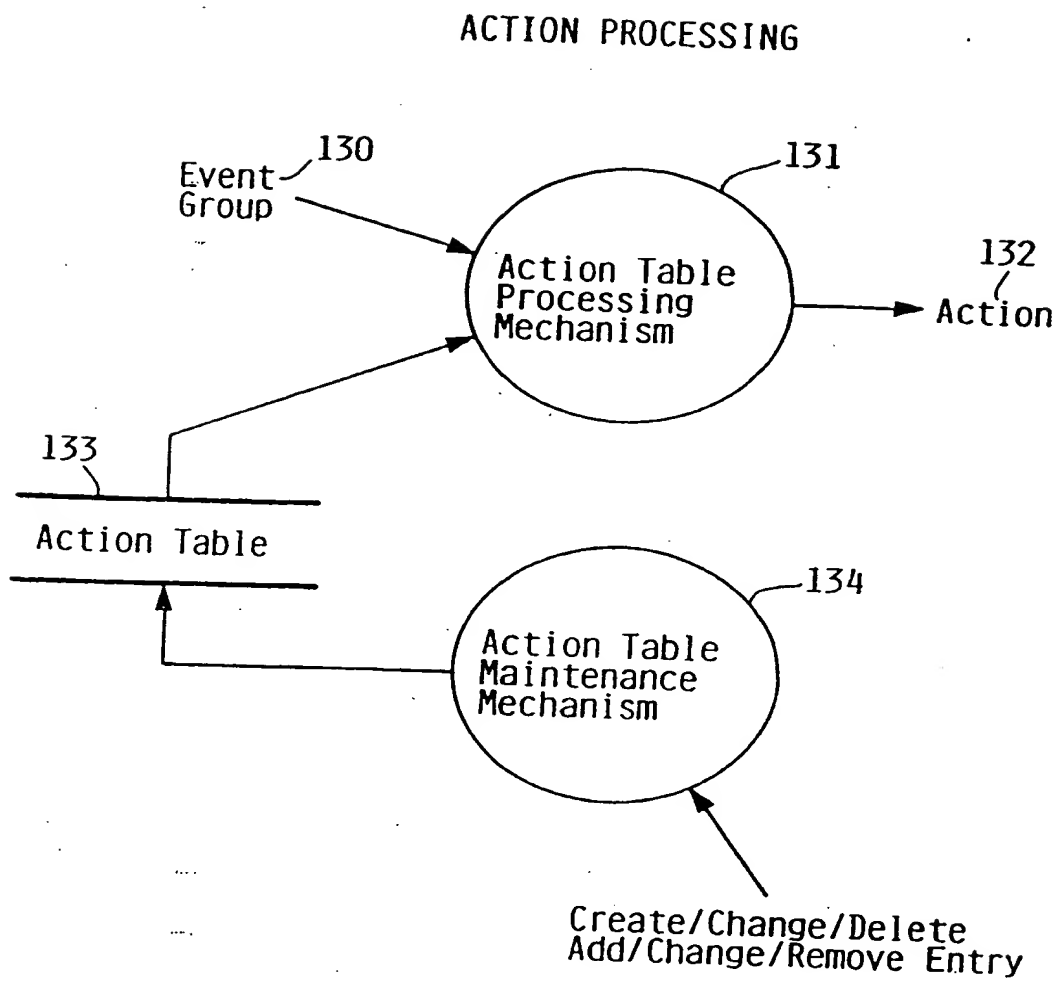 ACTION PROCESSING
130
Event
Group
131
Action Table
Processing
Mechanism
132
Action
133
Action Table
134
Action Table
Maintenance
Mechanism
Create/Change/Delete
Add/Change/Remove Entry